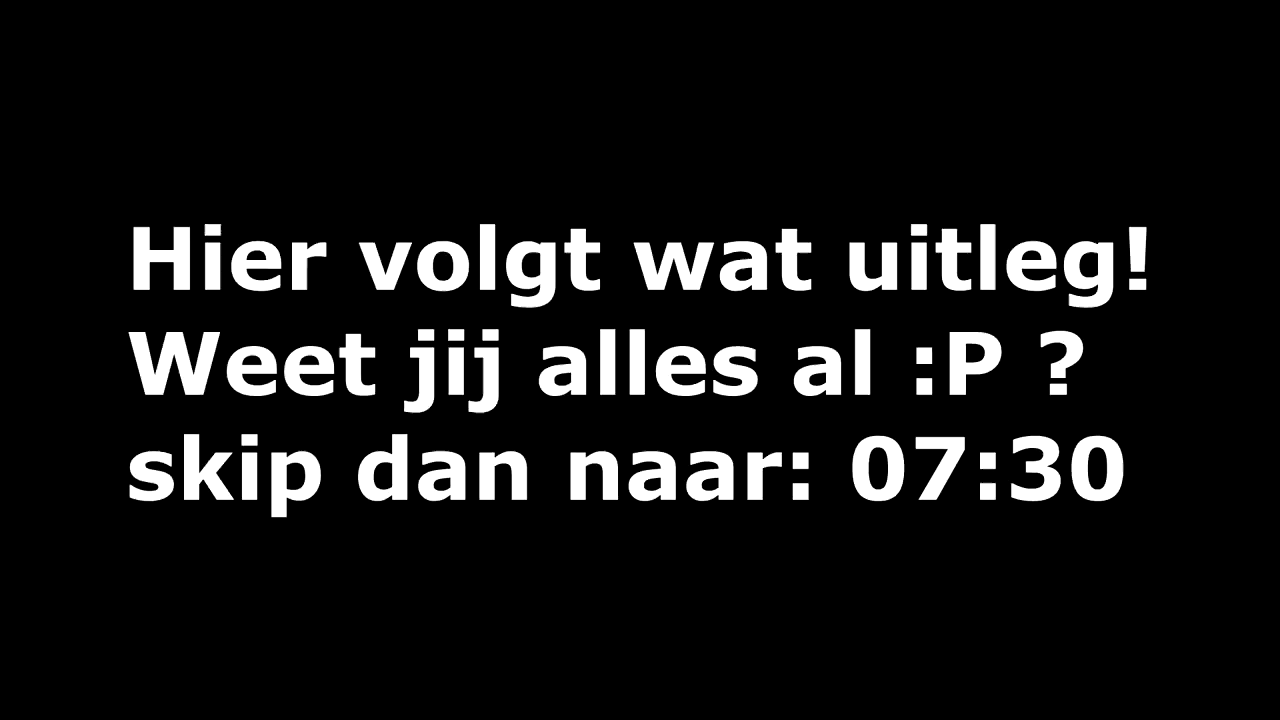 Hier volgt wat uitleg!
Weet jij alles al :P ?
skip dan naar: 07:30